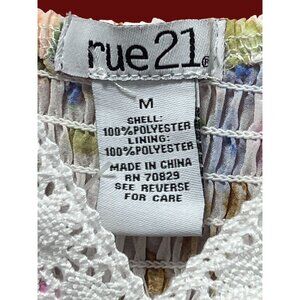 rue21®
M
SHELL:
100%POLYESTER
LINING:
100%POLYESTER
MADE IN CHINA
RN 70829
SEE REVERSE
FOR CARE